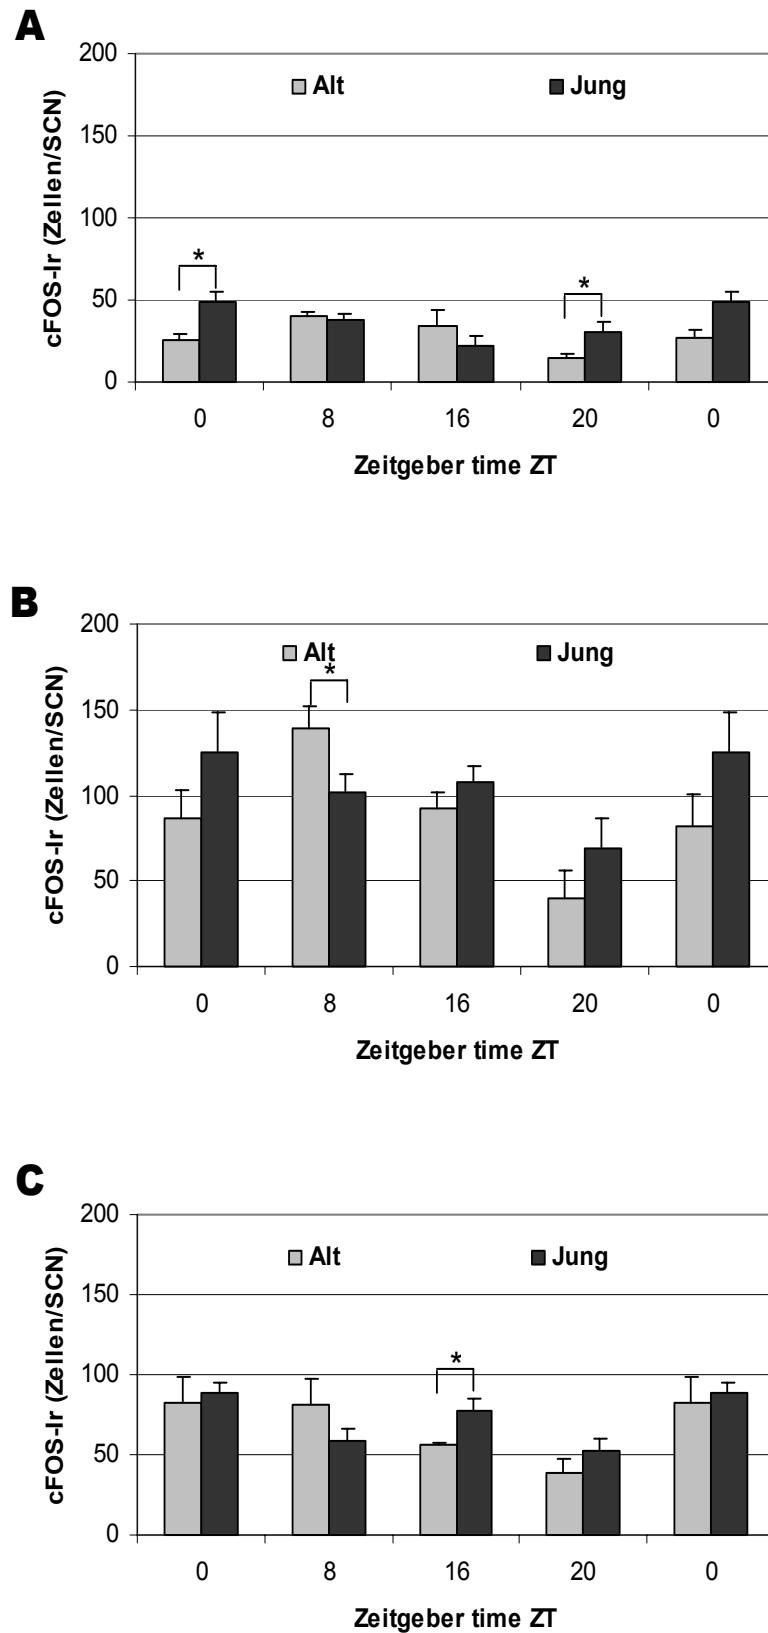 A
200
Alt
Jung
150
100
*
*
50
0
cFOS-Ir (Zellen/SCN)
0 8 16 20 0
Zeitgeber time ZT
B
200
Alt
Jung
*
150
100
50
0
cFOS-Ir (Zellen/SCN)
0 8 16 20 0
Zeitgeber time ZT
C
200
Alt
Jung
150
*
100
50
0
cFOS-Ir (Zellen/SCN)
0 8 16 20 0
Zeitgeber time ZT